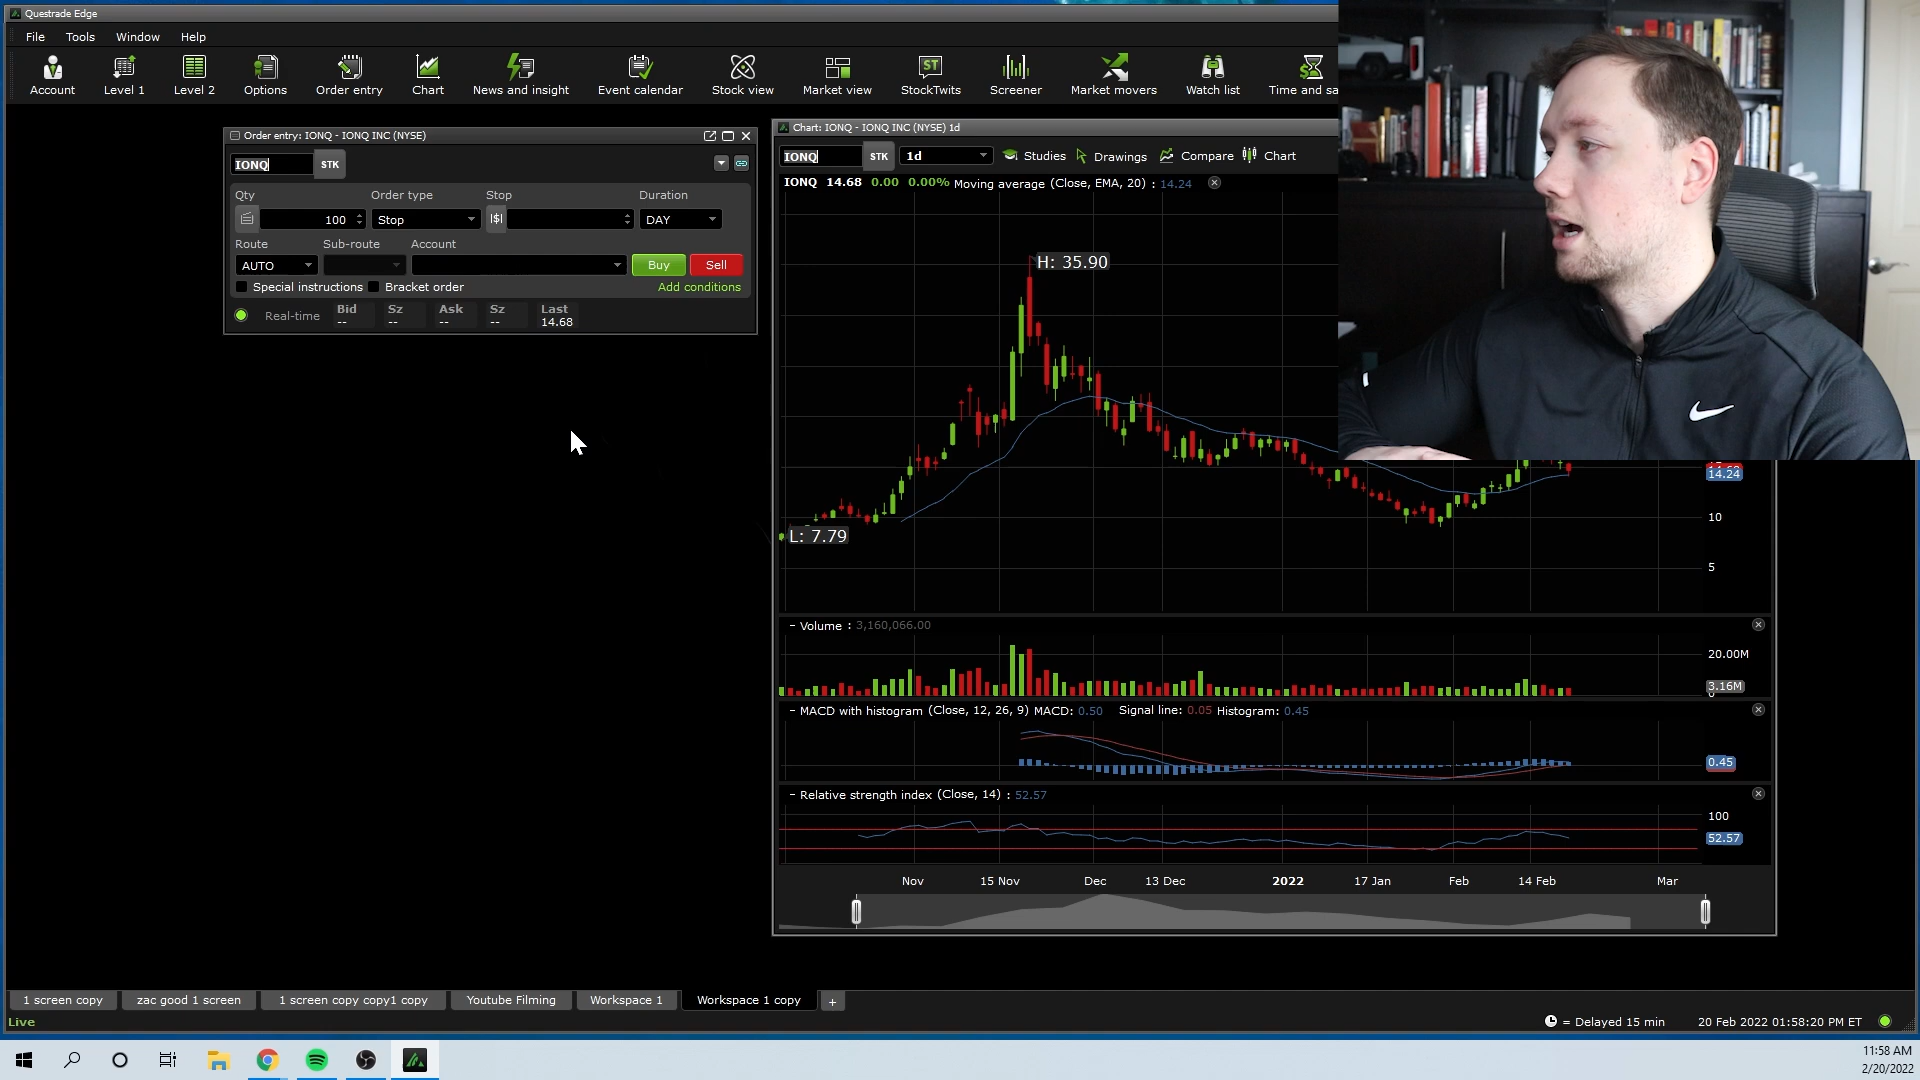 Questrade Edge
File Tools Window Help
Account Level 1 Level 2 Options Order entry Chart News and insight Event calendar Stock view Market view StockTwits Screener Market movers Watch list Time and sa
ST
Order entry: IONQ - IONQ INC (NYSE)
IONQ STK
Qty Order type Stop Duration
100 Stop |$| DAY
Route Sub-route Account
AUTO Buy Sell
Special instructions Bracket order Add conditions
Real-time Bid Sz Ask Sz Last
-- -- -- -- 14.68
Chart: IONQ - IONQ INC (NYSE) 1d
IONQ STK 1d Studies Drawings Compare Chart
IONQ 14.68 0.00 0.00% Moving average (Close, EMA, 20) : 14.24
H: 35.90
14.24
10
L: 7.79
5
– Volume : 3,160,066.00
20.00M
3.16M
0
– MACD with histogram (Close, 12, 26, 9) MACD: 0.50 Signal line: 0.05 Histogram: 0.45
0.45
– Relative strength index (Close, 14) : 52.57
100
52.57
Nov 15 Nov Dec 13 Dec 2022 17 Jan Feb 14 Feb Mar
1 screen copy zac good 1 screen 1 screen copy copy1 copy Youtube Filming Workspace 1 Workspace 1 copy +
Live = Delayed 15 min 20 Feb 2022 01:58:20 PM ET
11:58 AM
2/20/2022